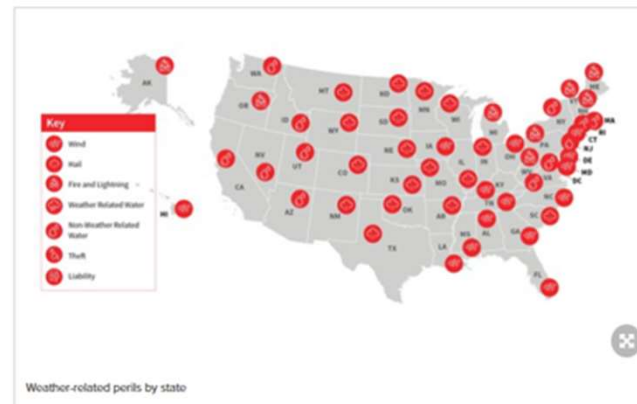 WA
MT
ND
MN
OR
ID
WY
SD
WI
MI
NY
VT
NH
ME
MA
RI
CT
NJ
DE
MD
DC
NV
UT
CO
NE
IA
IL
IN
OH
PA
WV
VA
CA
AZ
NM
KS
MO
KY
TN
NC
OK
AR
SC
TX
LA
MS
AL
GA
FL
AK
HI
Key
Wind
Hail
Fire and Lightning
Weather Related Water
Non-Weather Related
Water
Theft
Liability
Weather-related perils by state